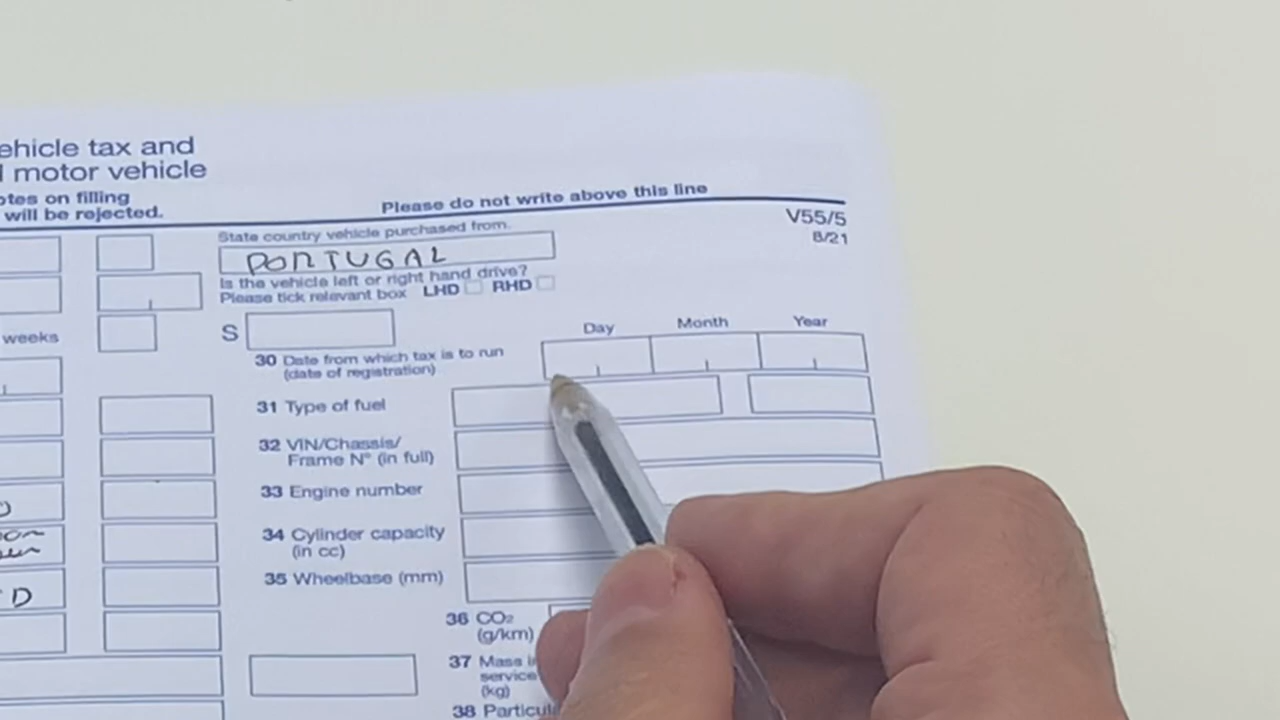 ehicle tax and
l motor vehicle
otes on filling
will be rejected.
Please do not write above this line
V55/5
8/21
State country vehicle purchased from.
PORTUGAL
Is the vehicle left or right hand drive?
Please tick relevant box LHD RHD
weeks
S
Day Month Year
30 Date from which tax is to run
(date of registration)
31 Type of fuel
32 VIN/Chassis/
Frame N° (in full)
33 Engine number
34 Cylinder capacity
(in cc)
35 Wheelbase (mm)
D
36 CO₂
(g/km)
37 Mass i
service
(kg)
38 Particul